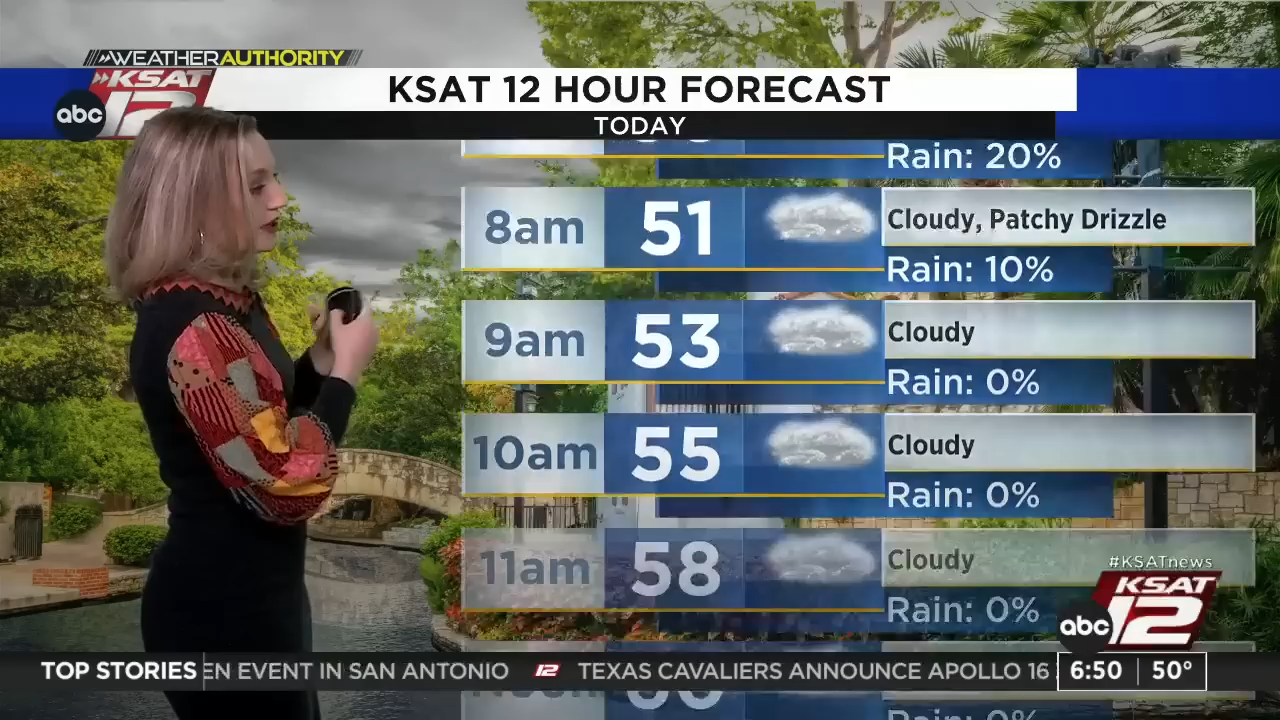 WEATHER AUTHORITY
KSAT
abc 12
KSAT 12 HOUR FORECAST
TODAY
Rain: 20%
8am 51 Cloudy, Patchy Drizzle
Rain: 10%
9am 53 Cloudy
Rain: 0%
10am 55 Cloudy
Rain: 0%
11am 58 Cloudy
Rain: 0%
#KSATnews
KSAT
abc 12
TOP STORIES EN EVENT IN SAN ANTONIO 12 TEXAS CAVALIERS ANNOUNCE APOLLO 16 6:50 50°